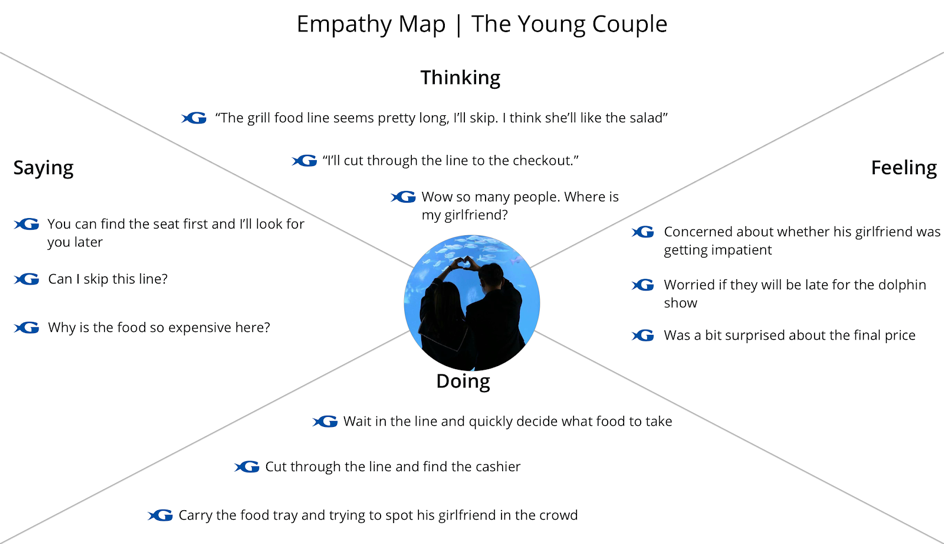 Empathy Map | The Young Couple
Thinking
“The grill food line seems pretty long, I’ll skip. I think she’ll like the salad”
“I’ll cut through the line to the checkout.”
Wow so many people. Where is
my girlfriend?
Saying
You can find the seat first and I’ll look for
you later
Can I skip this line?
Why is the food so expensive here?
Feeling
Concerned about whether his girlfriend was
getting impatient
Worried if they will be late for the dolphin
show
Was a bit surprised about the final price
Doing
Wait in the line and quickly decide what food to take
Cut through the line and find the cashier
Carry the food tray and trying to spot his girlfriend in the crowd